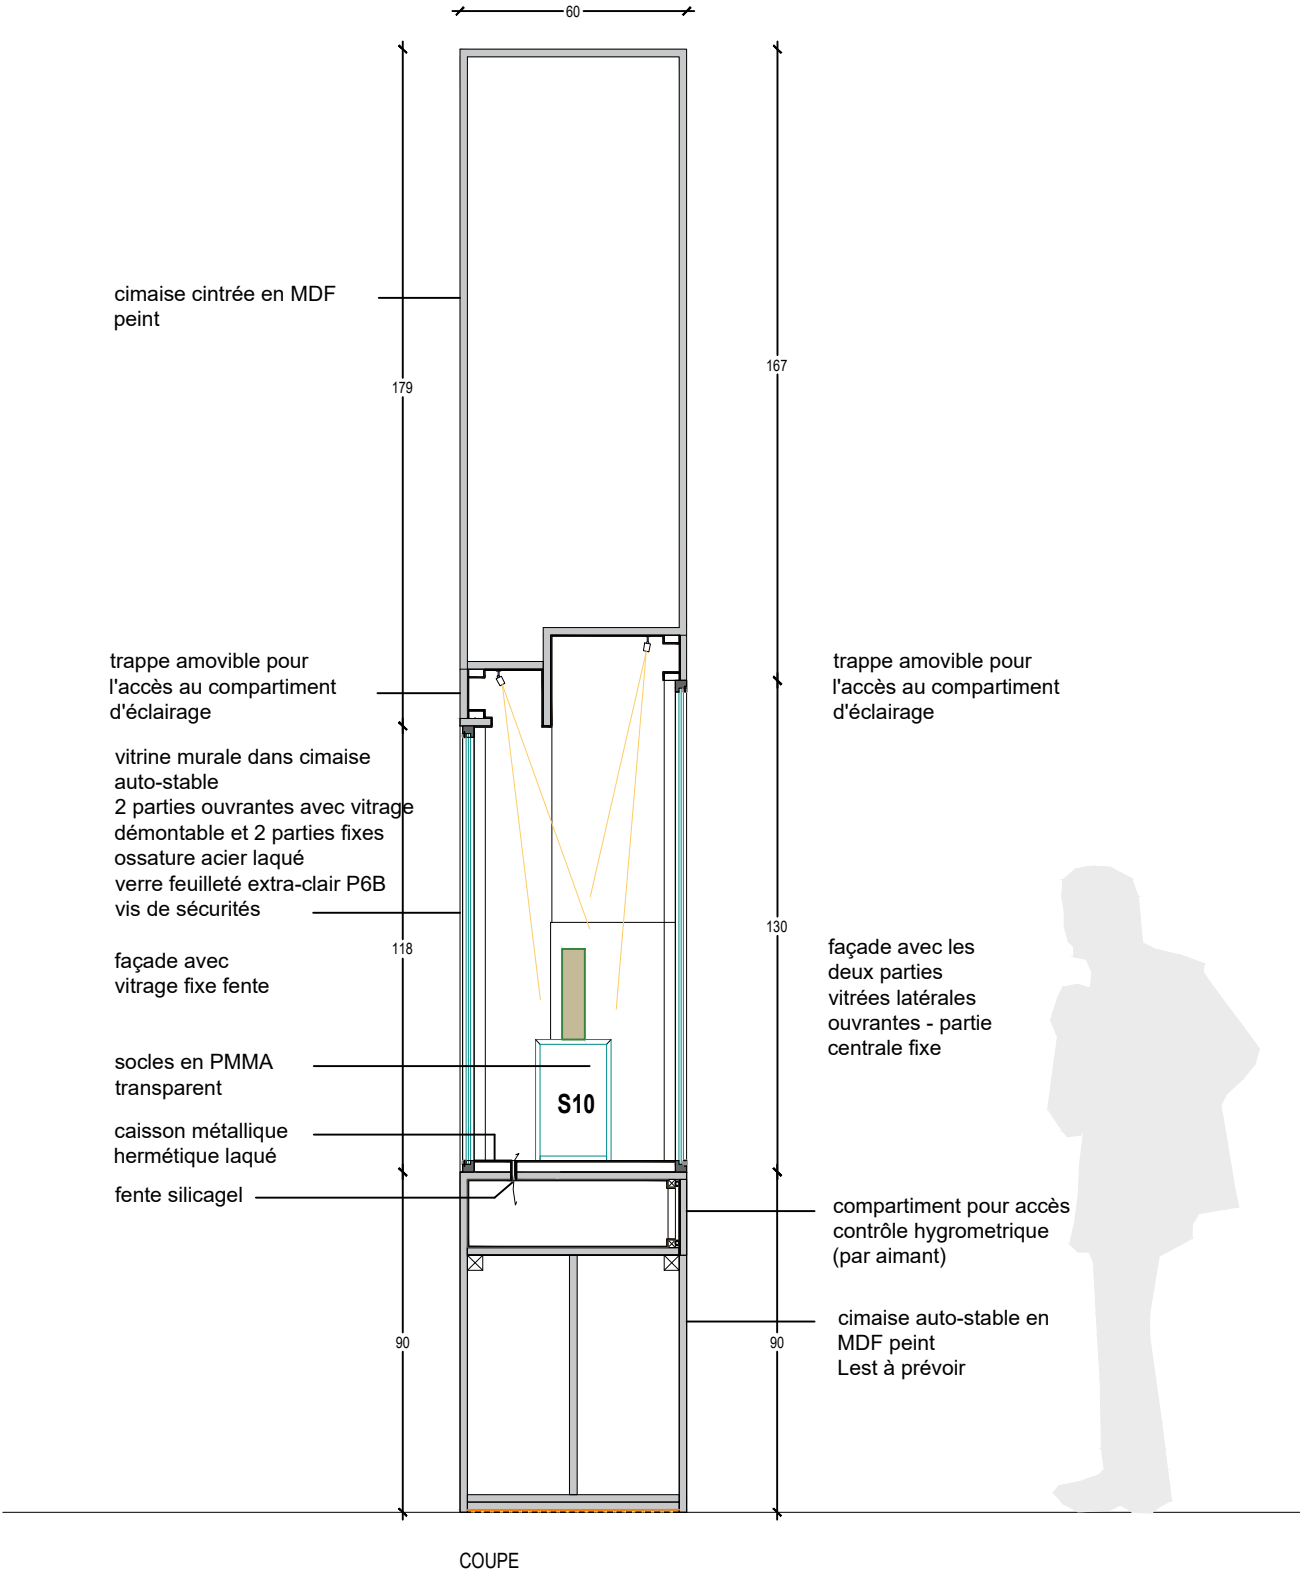 60
cimaise cintrée en MDF
peint
179
167
trappe amovible pour
l'accès au compartiment
d'éclairage
trappe amovible pour
l'accès au compartiment
d'éclairage
vitrine murale dans cimaise
auto-stable
2 parties ouvrantes avec vitrage
démontable et 2 parties fixes
ossature acier laqué
verre feuilleté extra-clair P6B
vis de sécurités
118
130
façade avec
vitrage fixe fente
façade avec les
deux parties
vitrées latérales
ouvrantes - partie
centrale fixe
socles en PMMA
transparent
S10
caisson métallique
hermétique laqué
fente silicagel
compartiment pour accès
contrôle hygrometrique
(par aimant)
cimaise auto-stable en
MDF peint
Lest à prévoir
90
90
COUPE